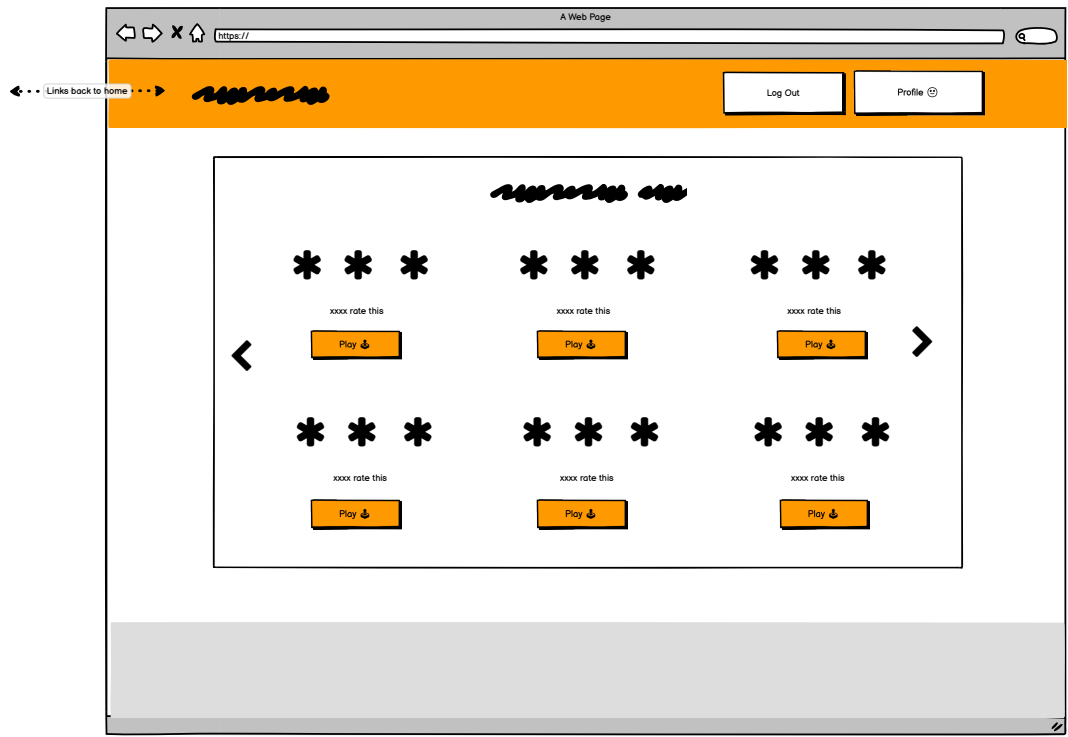 A Web Page
https://
Links back to home
Log Out
Profile
xxxx rate this
xxxx rate this
xxxx rate this
Play
Play
Play
xxxx rate this
xxxx rate this
xxxx rate this
Play
Play
Play